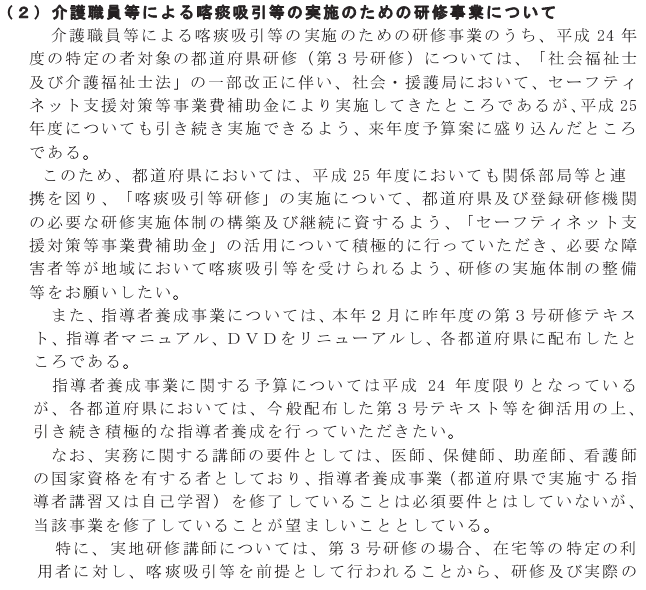 （２）介護職員等による喀痰吸引等の実施のための研修事業について
介護職員等による喀痰吸引等の実施のための研修事業のうち、平成 24 年
度の特定の者対象の都道府県研修（第３号研修）については、「社会福祉士
及び介護福祉士法」の一部改正に伴い、社会・援護局において、セーフティ
ネット支援対策等事業費補助金により実施してきたところであるが、平成 25
年度についても引き続き実施できるよう、来年度予算案に盛り込んだところ
である。
このため、都道府県においては、平成 25 年度においても関係部局等と連
携を図り、「喀痰吸引等研修」の実施について、都道府県及び登録研修機関
の必要な研修実施体制の構築及び継続に資するよう、「セーフティネット支
援対策等事業費補助金」の活用について積極的に行っていただき、必要な障
害者等が地域において喀痰吸引等を受けられるよう、研修の実施体制の整備
等をお願いしたい。
また、指導者養成事業については、本年２月に昨年度の第３号研修テキス
ト、指導者マニュアル、ＤＶＤをリニューアルし、各都道府県に配布したと
ころである。
指導者養成事業に関する予算については平成 24 年度限りとなっている
が、各都道府県においては、今般配布した第３号テキスト等を御活用の上、
引き続き積極的な指導者養成を行っていただきたい。
なお、実務に関する講師の要件としては、医師、保健師、助産師、看護師
の国家資格を有する者としており、指導者養成事業（都道府県で実施する指
導者講習又は自己学習）を修了していることは必須要件とはしていないが、
当該事業を修了していることが望ましいこととしている。
特に、実地研修講師については、第３号研修の場合、在宅等の特定の利
用者に対し、喀痰吸引等を前提として行われることから、研修及び実際の